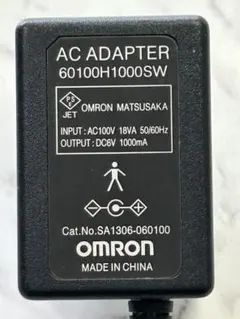 AC ADAPTER
60100H1000SW
PS
JET
OMRON MATSUSAKA
INPUT : AC100V 18VA 50/60Hz
OUTPUT : DC6V 1000mA
Cat.No.SA1306-060100
OMRON
MADE IN CHINA